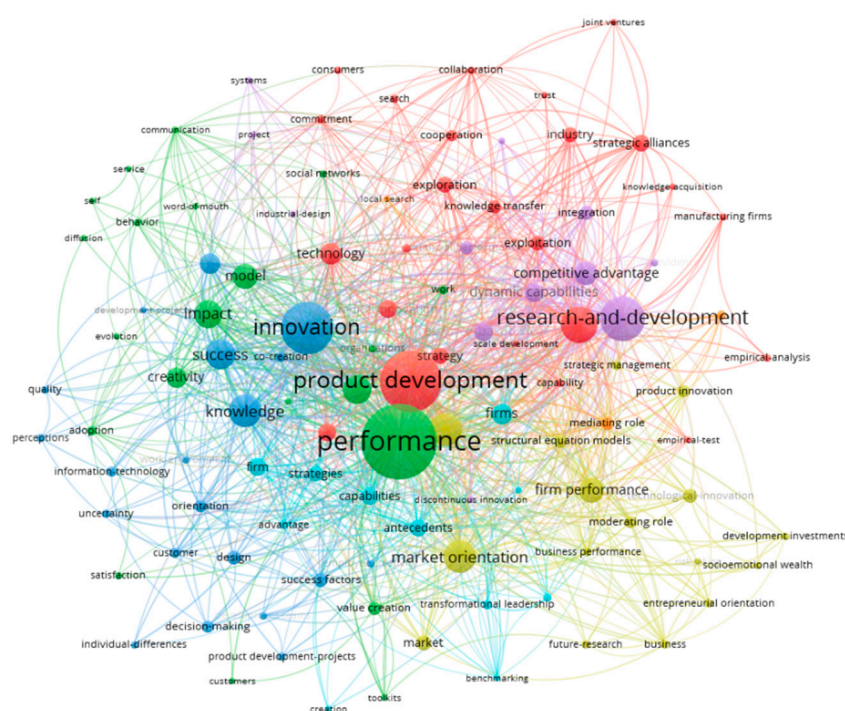 joint ventures
consumers
collaboration
systems
search
trust
commitment
communication
project
cooperation
industry
strategic alliances
service
social networks
exploration
knowledge acquisition
self
word-of-mouth
local search
knowledge transfer
integration
manufacturing firms
behavior
industrial-design
diffusion
exploitation
technology
model
competitive advantage
work
dynamic capabilities
impact
innovation
research-and-development
evolution
organizations
scale development
success
co-creation
strategy
empirical-analysis
strategic management
creativity
product development
capability
product innovation
quality
knowledge
firms
mediating role
adoption
performance
structural equation models
empirical-test
perceptions
information-technology
firm
strategies
firm performance
capabilities
discontinuous innovation
uncertainty
orientation
advantage
antecedents
moderating role
development investments
customer
design
market orientation
business performance
socioemotional wealth
satisfaction
success factors
value creation
transformational leadership
entrepreneurial orientation
decision-making
individual-differences
market
future-research
business
product development-projects
customers
benchmarking
toolkits
creation